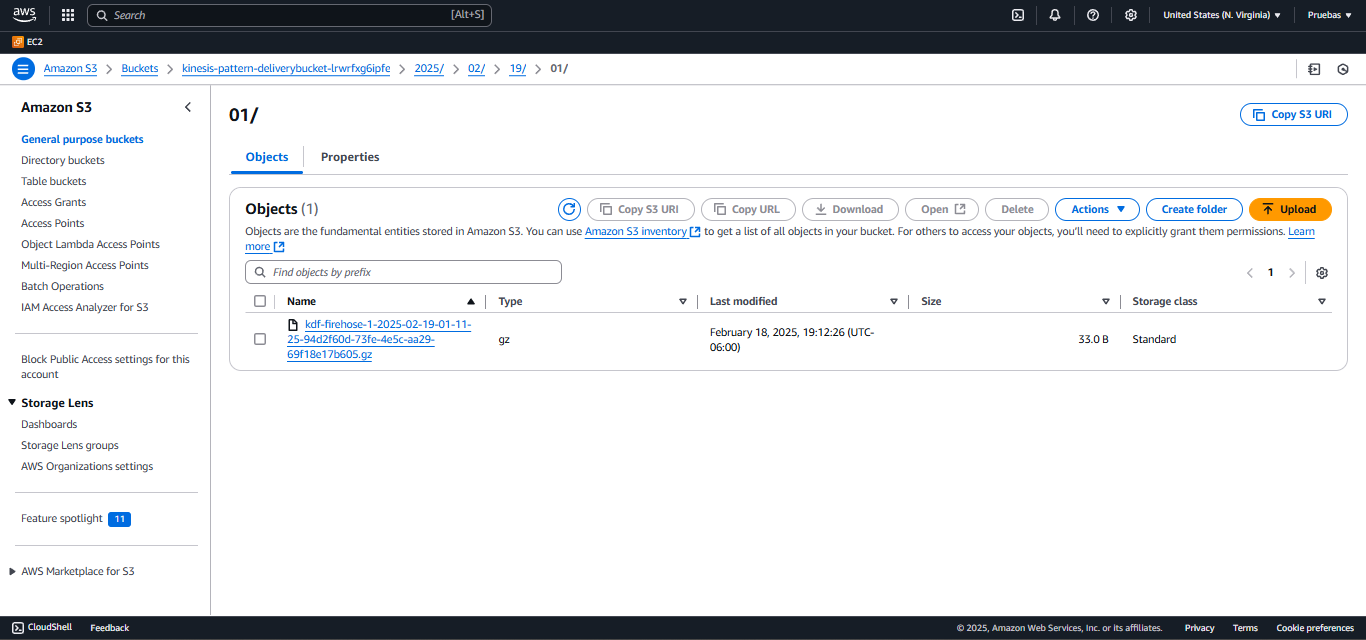 aws
Search [Alt+S]
United States (N. Virginia) ▼ Pruebas ▼
EC2
Amazon S3 > Buckets > kinesis-pattern-deliverybucket-lrwrfxg6ipfe > 2025/ > 02/ > 19/ > 01/
Amazon S3
General purpose buckets
Directory buckets
Table buckets
Access Grants
Access Points
Object Lambda Access Points
Multi-Region Access Points
Batch Operations
IAM Access Analyzer for S3
Block Public Access settings for this
account
Storage Lens
Dashboards
Storage Lens groups
AWS Organizations settings
Feature spotlight 11
AWS Marketplace for S3
01/
Copy S3 URI
Objects Properties
Objects (1)
Copy S3 URI Copy URL Download Open Delete Actions ▼ Create folder Upload
Objects are the fundamental entities stored in Amazon S3. You can use Amazon S3 inventory to get a list of all objects in your bucket. For others to access your objects, you'll need to explicitly grant them permissions. Learn
more
Find objects by prefix
< 1 >
Name Type Last modified Size Storage class
kdf-firehose-1-2025-02-19-01-11-
25-94d2f60d-73fe-4e5c-aa29-
69f18e17b605.gz
gz
February 18, 2025, 19:12:26 (UTC-
06:00)
33.0 B
Standard
CloudShell Feedback
© 2025, Amazon Web Services, Inc. or its affiliates. Privacy Terms Cookie preferences